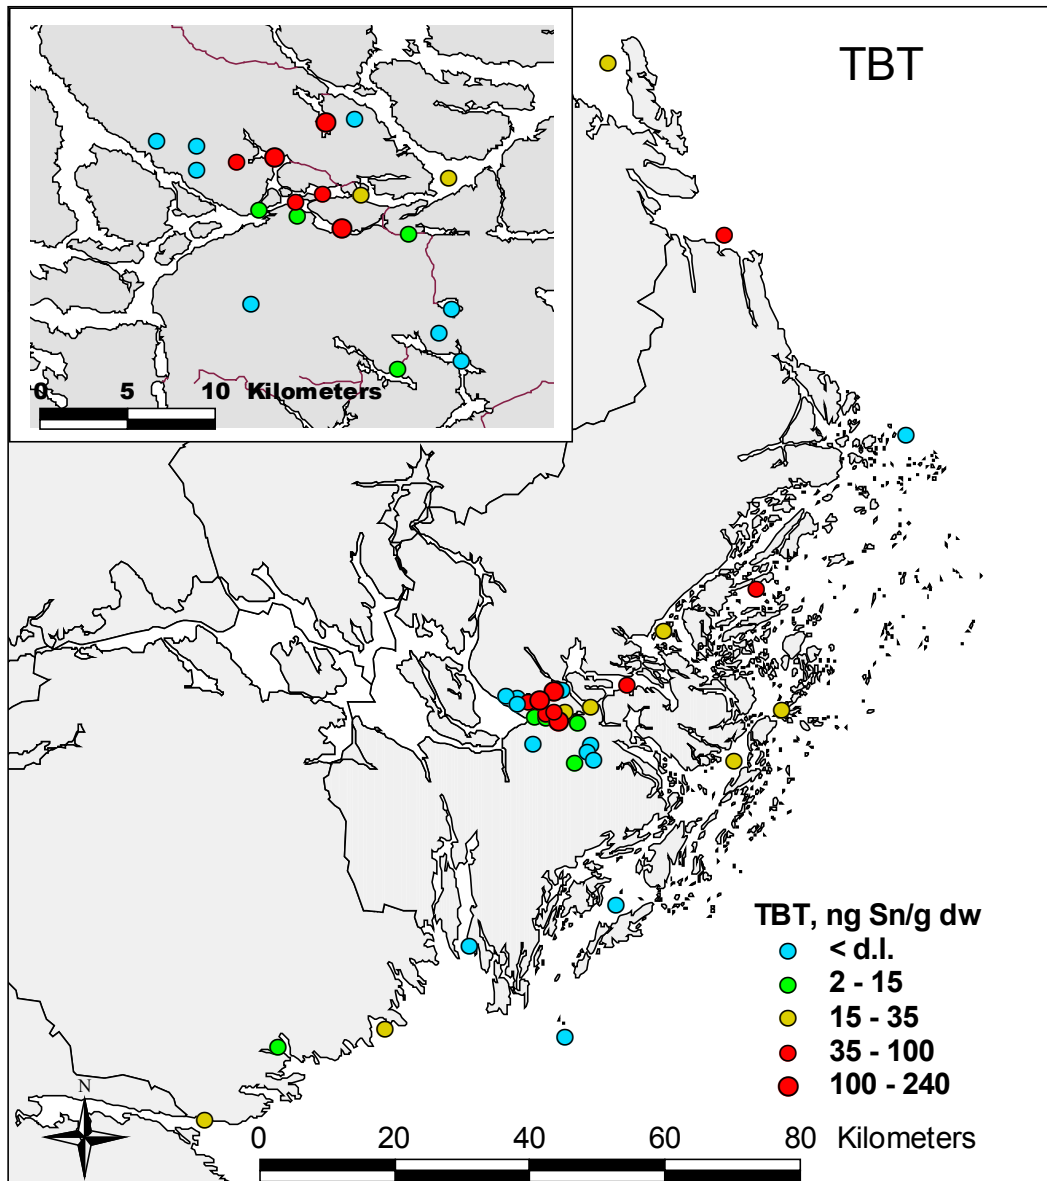 TBT
0 5 10 Kilometers
TBT, ng Sn/g dw
< d.l.
2 - 15
15 - 35
35 - 100
100 - 240
N
0 20 40 60 80 Kilometers